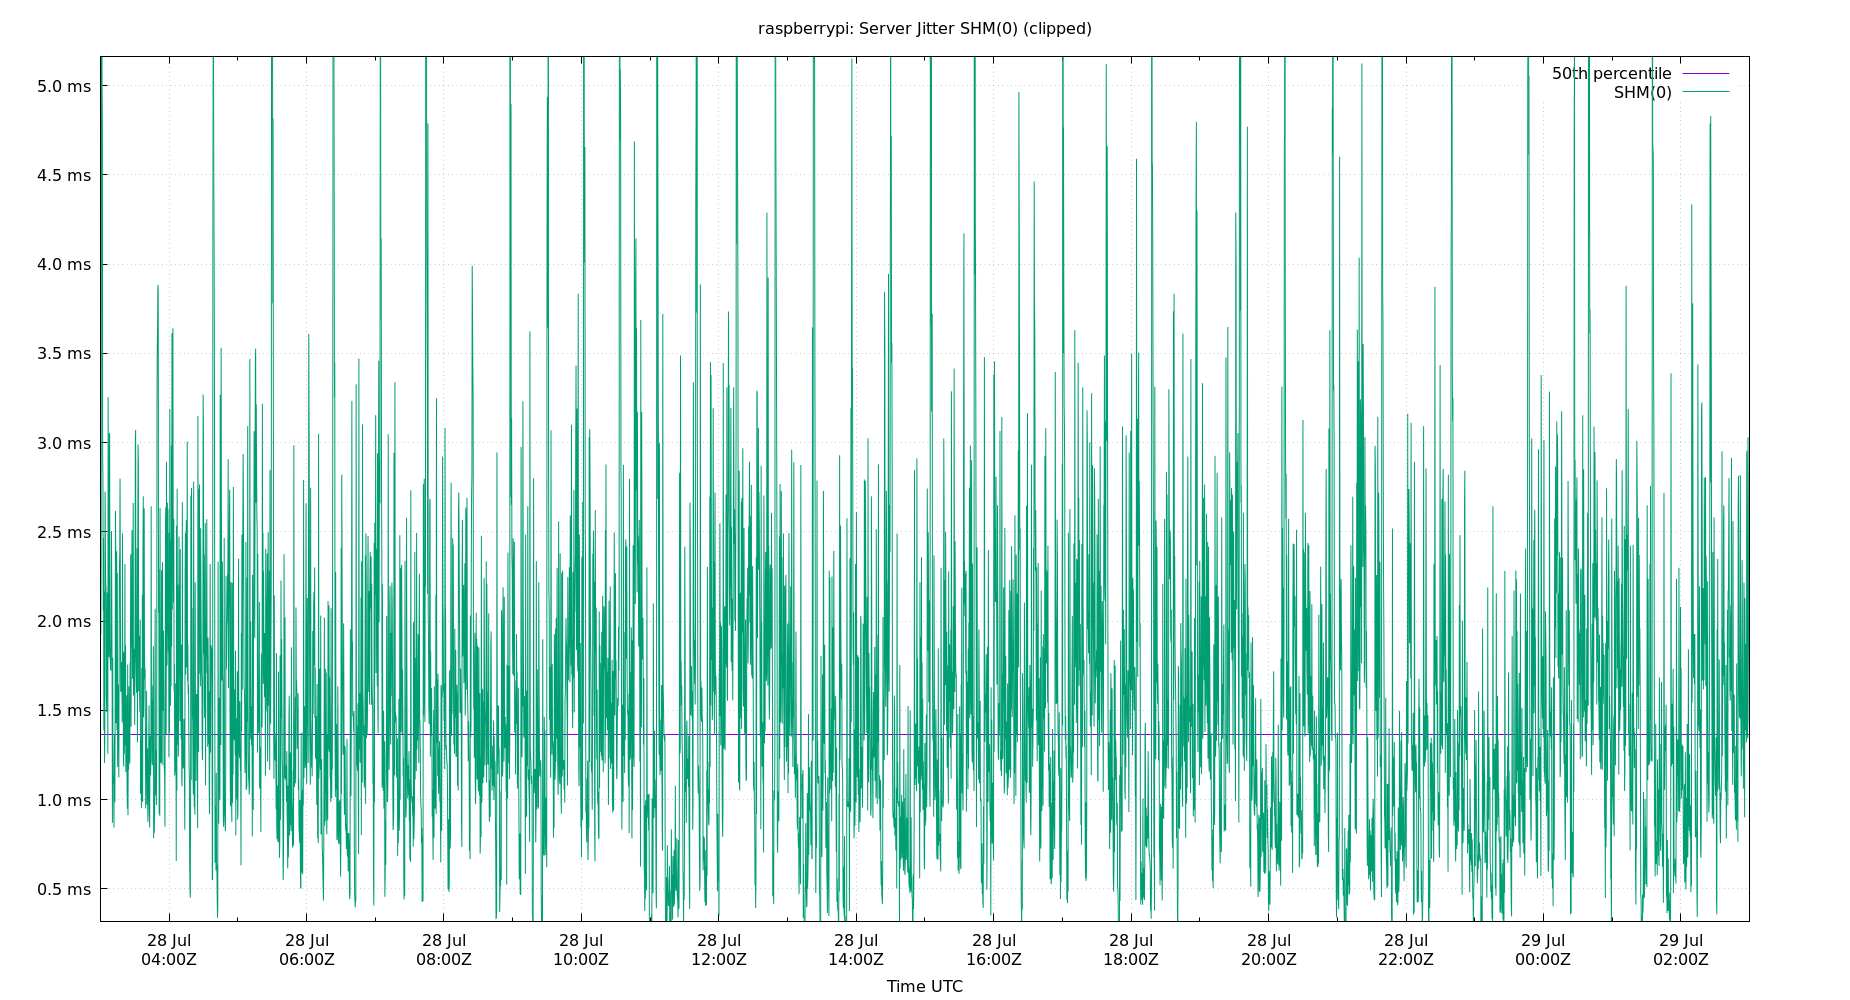 raspberrypi: Server Jitter SHM(0) (clipped)
50th percentile
SHM(0)
5.0 ms
4.5 ms
4.0 ms
3.5 ms
3.0 ms
2.5 ms
2.0 ms
1.5 ms
1.0 ms
0.5 ms
28 Jul 28 Jul 28 Jul 28 Jul 28 Jul 28 Jul 28 Jul 28 Jul 28 Jul 28 Jul 29 Jul 29 Jul
04:00Z 06:00Z 08:00Z 10:00Z 12:00Z 14:00Z 16:00Z 18:00Z 20:00Z 22:00Z 00:00Z 02:00Z
Time UTC